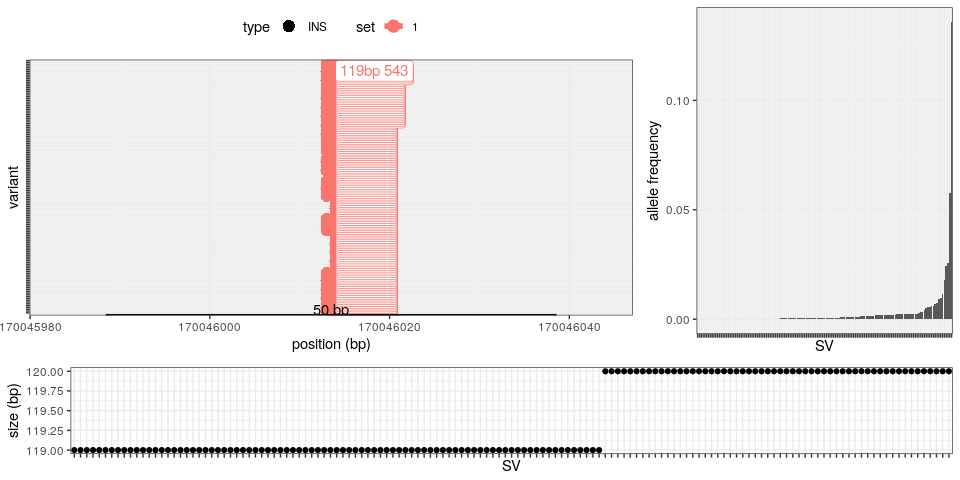 type INS set 1
119bp 543
variant
50 bp
170045980 170046000 170046020 170046040
position (bp)
allele frequency
0.10
0.05
0.00
SV
size (bp)
120.00
119.75
119.50
119.25
119.00
SV